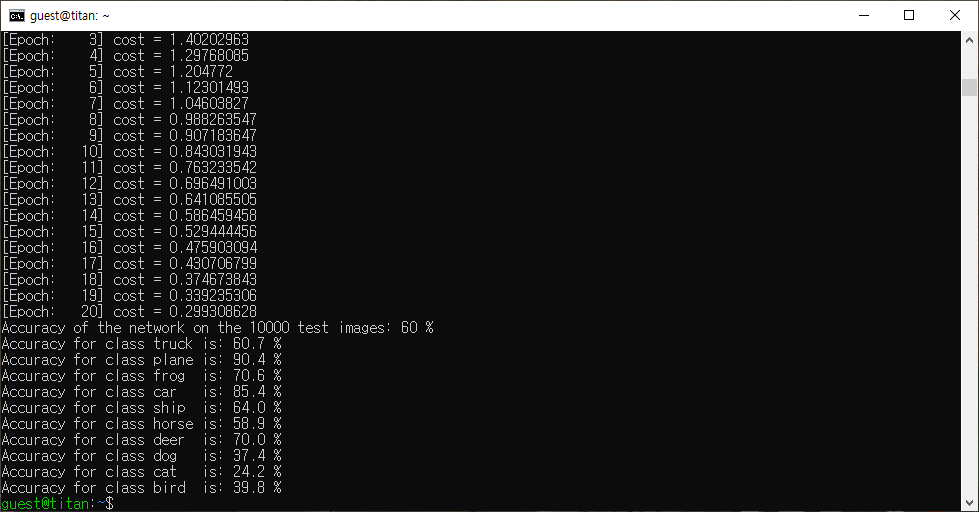 guest@titan: ~
[Epoch:    3] cost = 1.40202963
[Epoch:    4] cost = 1.29768085
[Epoch:    5] cost = 1.204772
[Epoch:    6] cost = 1.12301493
[Epoch:    7] cost = 1.04603827
[Epoch:    8] cost = 0.988263547
[Epoch:    9] cost = 0.907183647
[Epoch:   10] cost = 0.843031943
[Epoch:   11] cost = 0.763233542
[Epoch:   12] cost = 0.696491003
[Epoch:   13] cost = 0.641085505
[Epoch:   14] cost = 0.586459458
[Epoch:   15] cost = 0.529444456
[Epoch:   16] cost = 0.475903094
[Epoch:   17] cost = 0.430706799
[Epoch:   18] cost = 0.374673843
[Epoch:   19] cost = 0.339235306
[Epoch:   20] cost = 0.299308628
Accuracy of the network on the 10000 test images: 60 %
Accuracy for class truck is: 60.7 %
Accuracy for class plane is: 90.4 %
Accuracy for class frog  is: 70.6 %
Accuracy for class car   is: 85.4 %
Accuracy for class ship  is: 64.0 %
Accuracy for class horse is: 58.9 %
Accuracy for class deer  is: 70.0 %
Accuracy for class dog   is: 37.4 %
Accuracy for class cat   is: 24.2 %
Accuracy for class bird  is: 39.8 %
guest@titan:~$